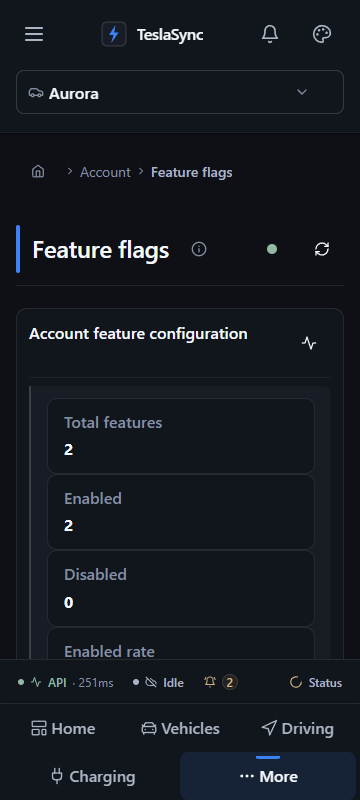 TeslaSync
Aurora
Account
Feature flags
Feature flags
Account feature configuration
Total features
2
Enabled
2
Disabled
0
Enabled rate
API · 251ms
Idle
2
Status
Home
Vehicles
Driving
Charging
More